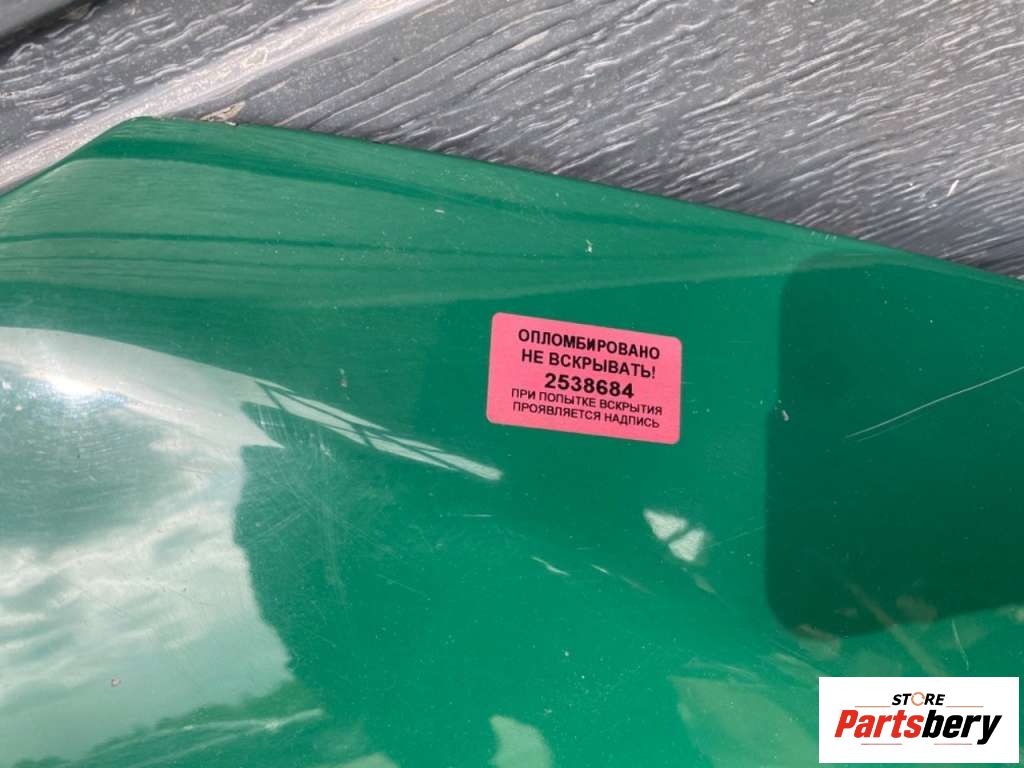 ОПЛОМБИРОВАНО
НЕ ВСКРЫВАТЬ!
2538684
ПРИ ПОПЫТКЕ ВСКРЫТИЯ
ПРОЯВЛЯЕТСЯ НАДПИСЬ
STORE
Partsbery